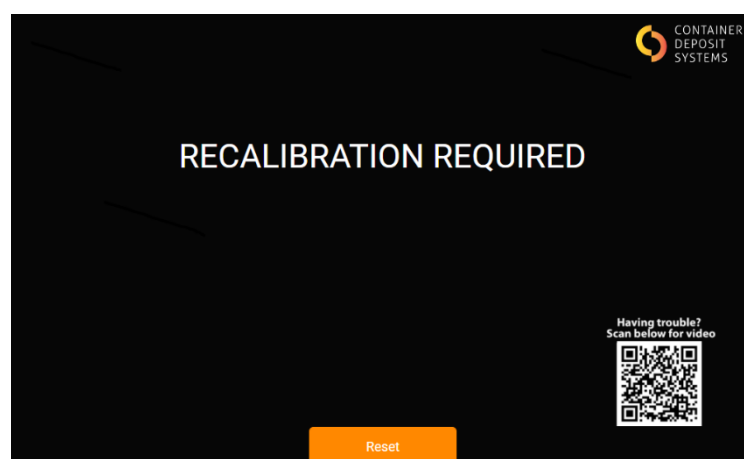 CONTAINER
DEPOSIT
SYSTEMS
RECALIBRATION REQUIRED
Having trouble?
Scan below for video
Reset